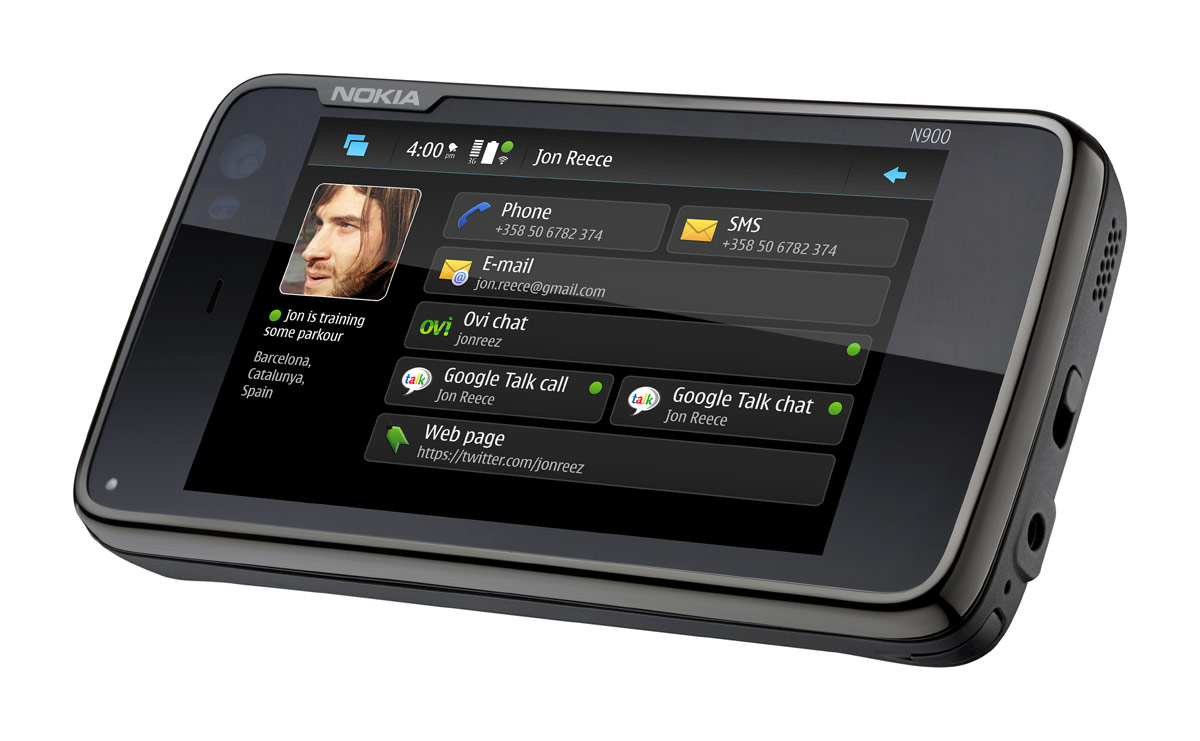 NOKIA
N900
4:00 pm 3G Jon Reece
Phone
+358 50 6782 374
SMS
+358 50 6782 374
E-mail
jon.reece@gmail.com
Jon is training
some parkour
Barcelona,
Catalunya,
Spain
ovi Ovi chat
jonreez
talk Google Talk call
Jon Reece
talk Google Talk chat
Jon Reece
Web page
https://twitter.com/jonreez